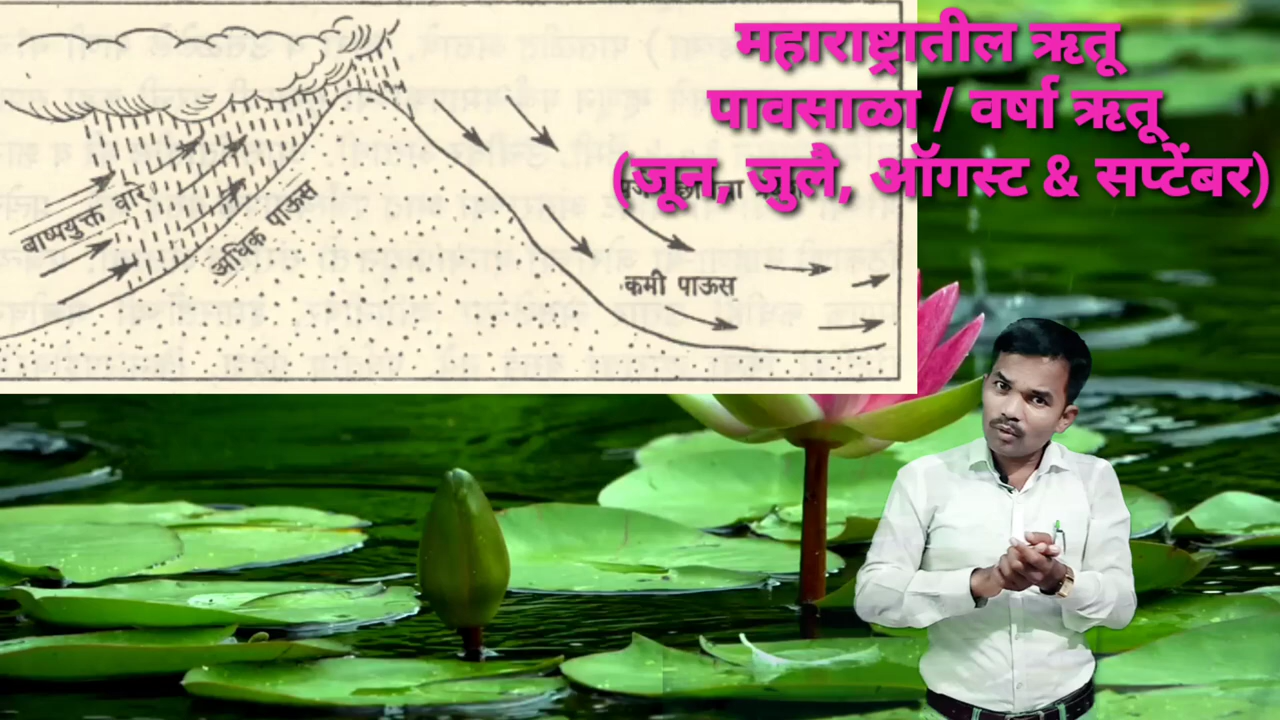 महाराष्ट्रातील ऋतू
पावसाळा / वर्षा ऋतू
(जून, जुलै, ऑगस्ट & सप्टेंबर)
बाष्पयुक्त वारे
अधिक पाऊस
कमी पाऊस